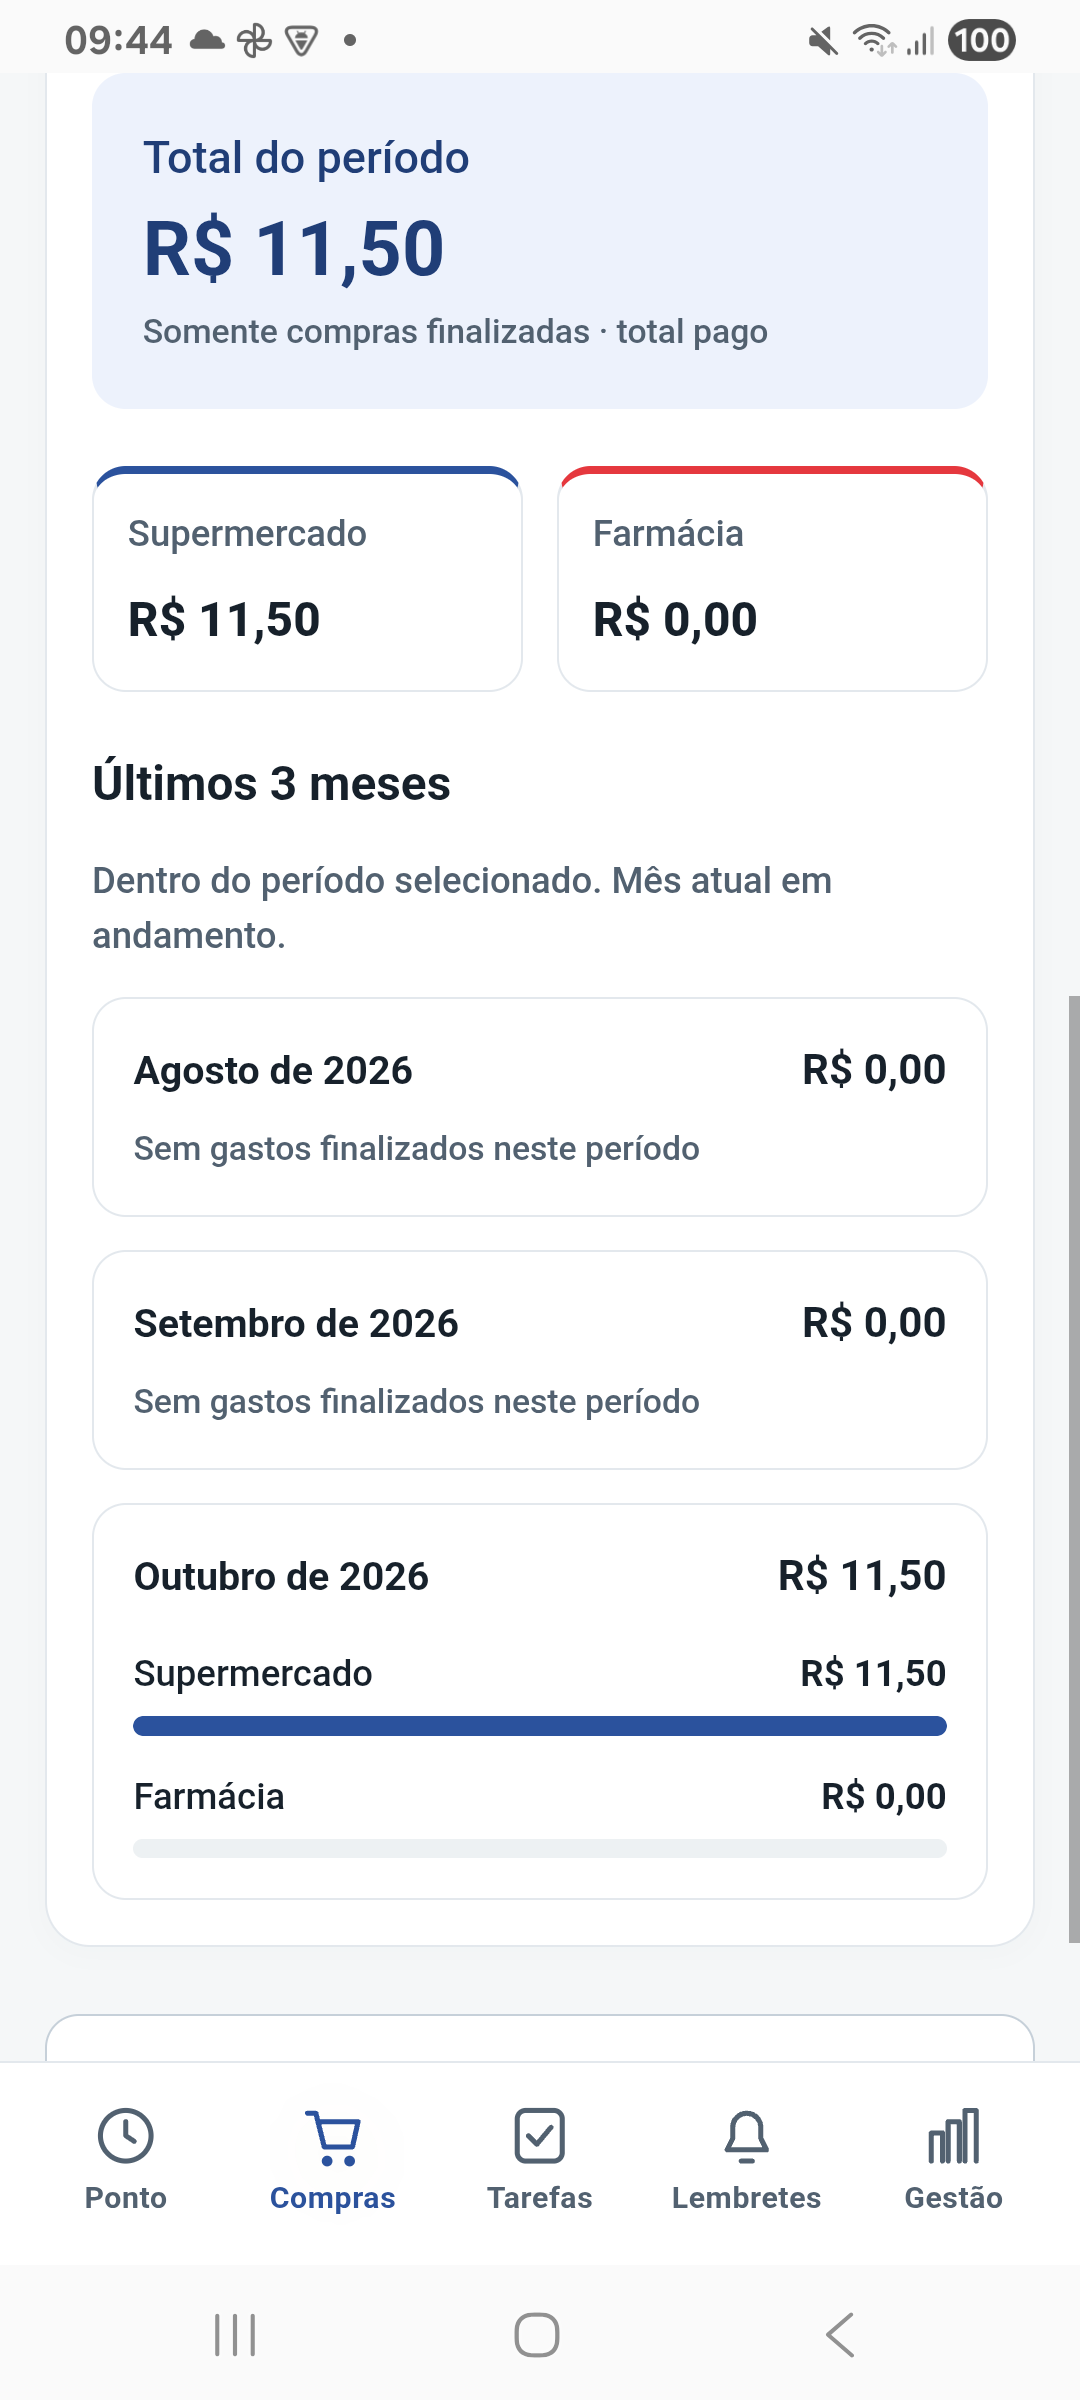 09:44
100
Total do período
R$ 11,50
Somente compras finalizadas · total pago
Supermercado
R$ 11,50
Farmácia
R$ 0,00
Últimos 3 meses
Dentro do período selecionado. Mês atual em
andamento.
Agosto de 2026
R$ 0,00
Sem gastos finalizados neste período
Setembro de 2026
R$ 0,00
Sem gastos finalizados neste período
Outubro de 2026
R$ 11,50
Supermercado
R$ 11,50
Farmácia
R$ 0,00
Ponto
Compras
Tarefas
Lembretes
Gestão